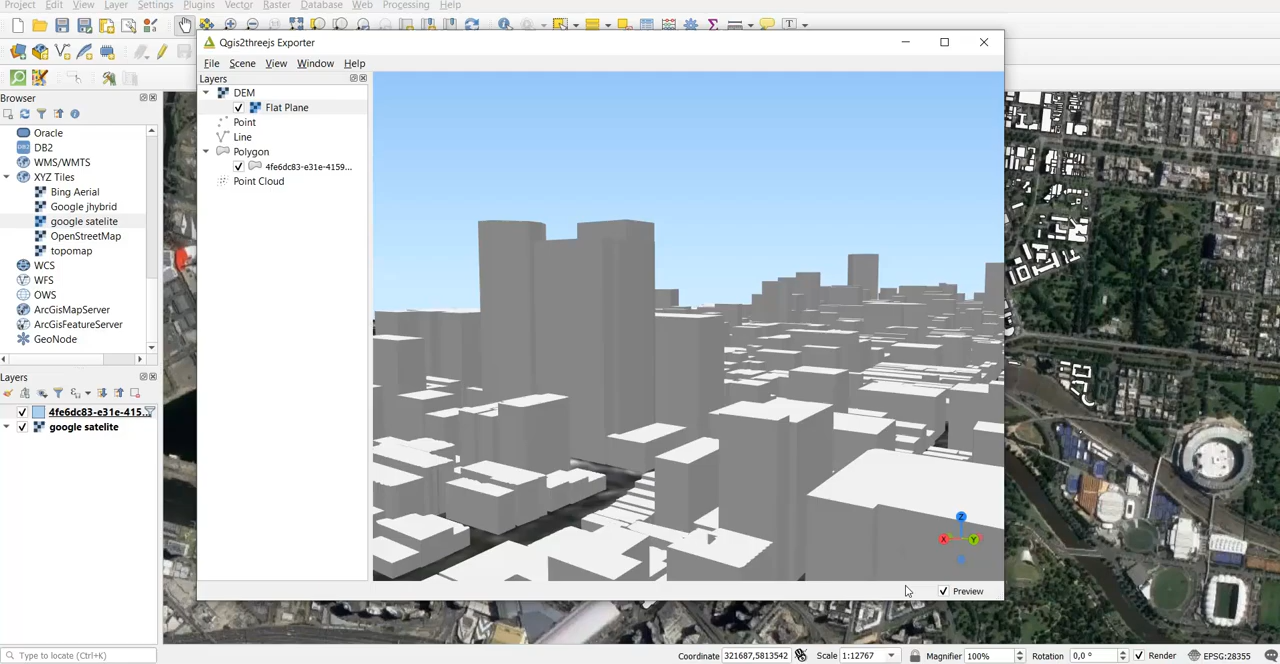 Project Edit View Layer Settings Plugins Vector Raster Database Web Processing Help
Qgis2threejs Exporter
File Scene View Window Help
Layers
DEM
Flat Plane
Point
Line
Polygon
4fe6dc83-e31e-4159...
Point Cloud
Z
X
Y
Preview
Browser
Oracle
DB2
WMS/WMTS
XYZ Tiles
Bing Aerial
Google jhybrid
google satelite
OpenStreetMap
topomap
WCS
WFS
OWS
ArcGisMapServer
ArcGisFeatureServer
GeoNode
Layers
4fe6dc83-e31e-415...
google satelite
Type to locate (Ctrl+K)
Coordinate 321687,5813542 Scale 1:12767 Magnifier 100% Rotation 0,0 ° Render EPSG:28355